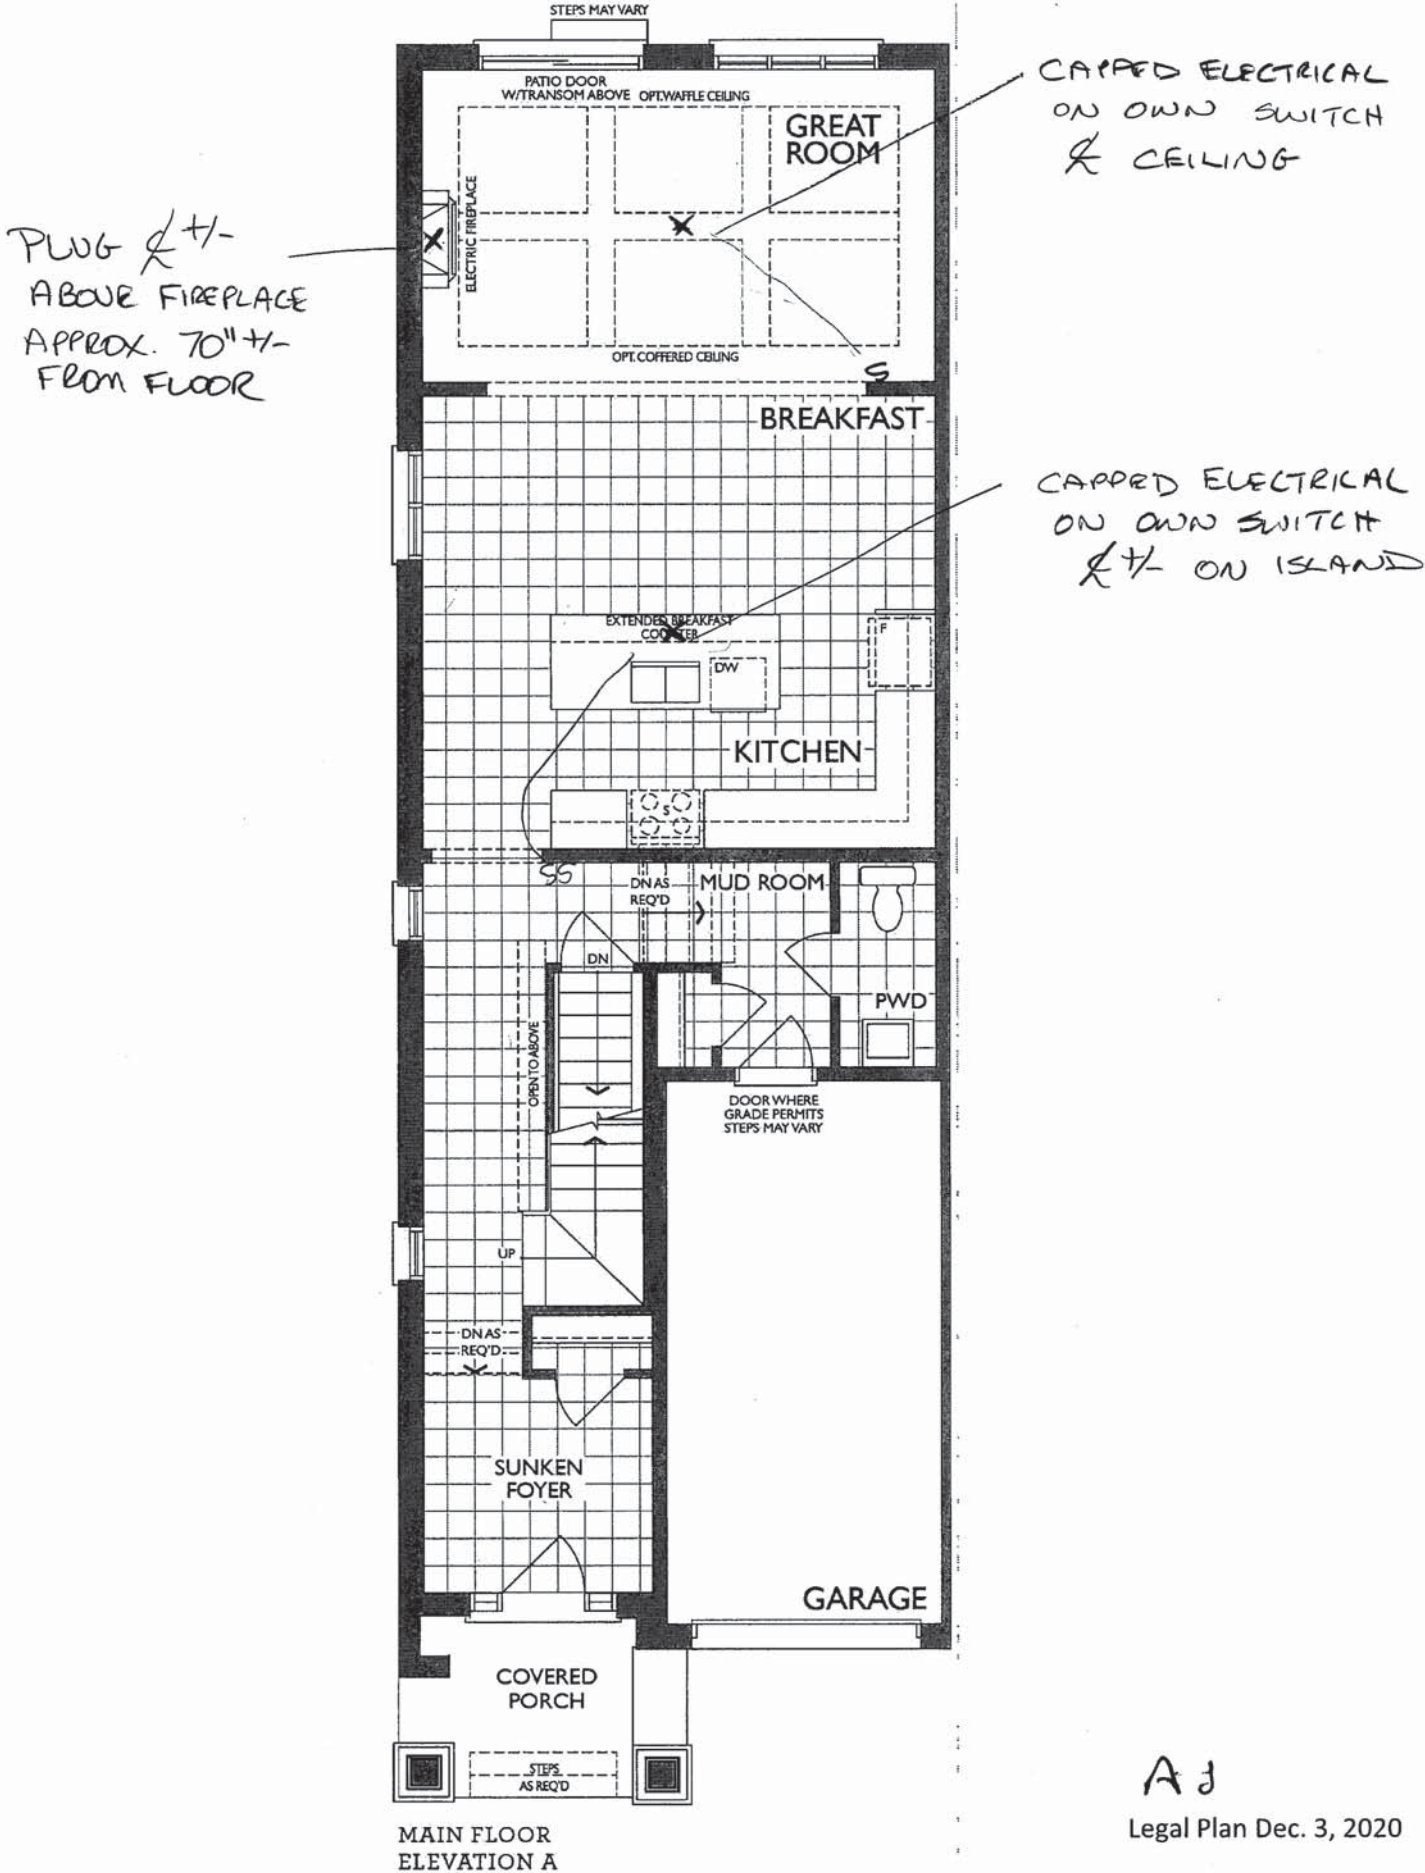 STEPS MAY VARY
PATIO DOOR
W/TRANSOM ABOVE OPT.WAFFLE CEILING
GREAT
ROOM
ELECTRIC FIREPLACE
OPT. COFFERED CEILING
S
CAPPED ELECTRICAL
ON OWN SWITCH
℄ CEILING
PLUG ℄ +/-
ABOVE FIREPLACE
APPROX. 70" +/-
FROM FLOOR
BREAKFAST
CAPPED ELECTRICAL
ON OWN SWITCH
℄ +/- ON ISLAND
EXTENDED BREAKFAST
COUNTER
F
DW
KITCHEN
S
SS
DN AS
REQ'D
MUD ROOM
DN
PWD
OPEN TO ABOVE
DOOR WHERE
GRADE PERMITS
STEPS MAY VARY
UP
DN AS
REQ'D
SUNKEN
FOYER
GARAGE
COVERED
PORCH
STEPS
AS REQ'D
MAIN FLOOR
ELEVATION A
Legal Plan Dec. 3, 2020